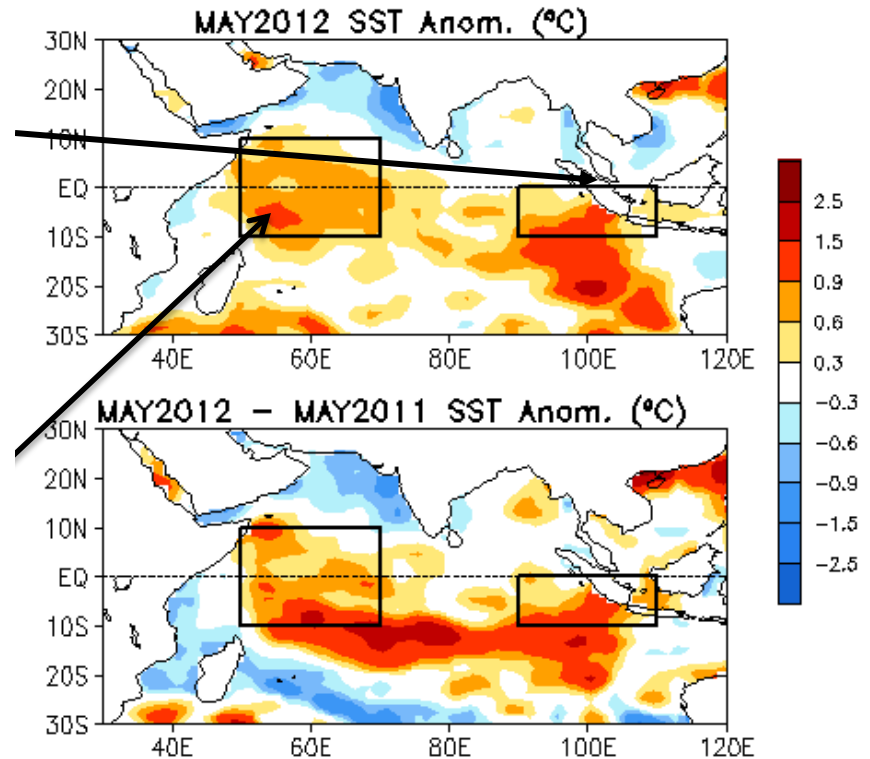 MAY2012 SST Anom. (°C)
30N
20N
10N
EQ
10S
20S
30S
40E 60E 80E 100E 120E
2.5
1.5
0.9
0.6
0.3
-0.3
-0.6
-0.9
-1.5
-2.5
MAY2012 - MAY2011 SST Anom. (°C)
30N
20N
10N
EQ
10S
20S
30S
40E 60E 80E 100E 120E